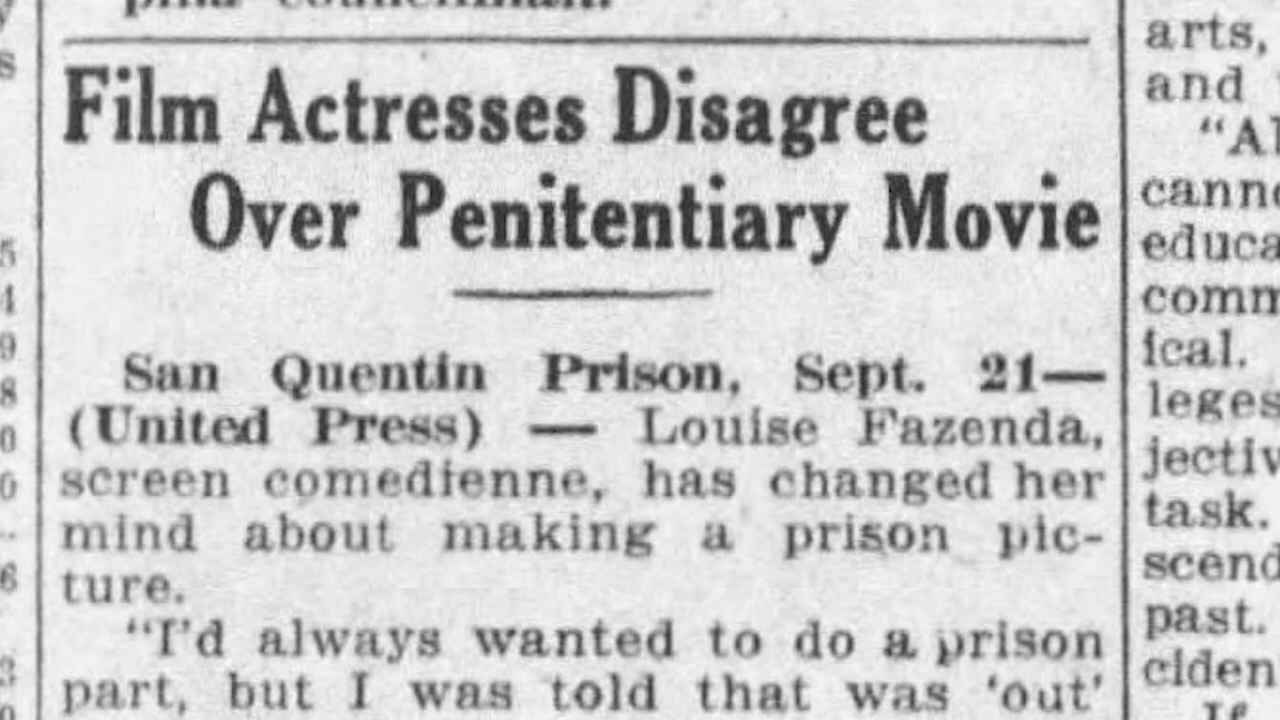 Film Actresses Disagree
Over Penitentiary Movie
San Quentin Prison, Sept. 21—
(United Press) — Louise Fazenda,
screen comedienne, has changed her
mind about making a prison pic-
ture.
"I'd always wanted to do a prison
part, but I was told that was 'out'
arts,
and
"Al
canno
educa
comm
ical.
leges
jectiv
task.
scend
past.
ciden
If